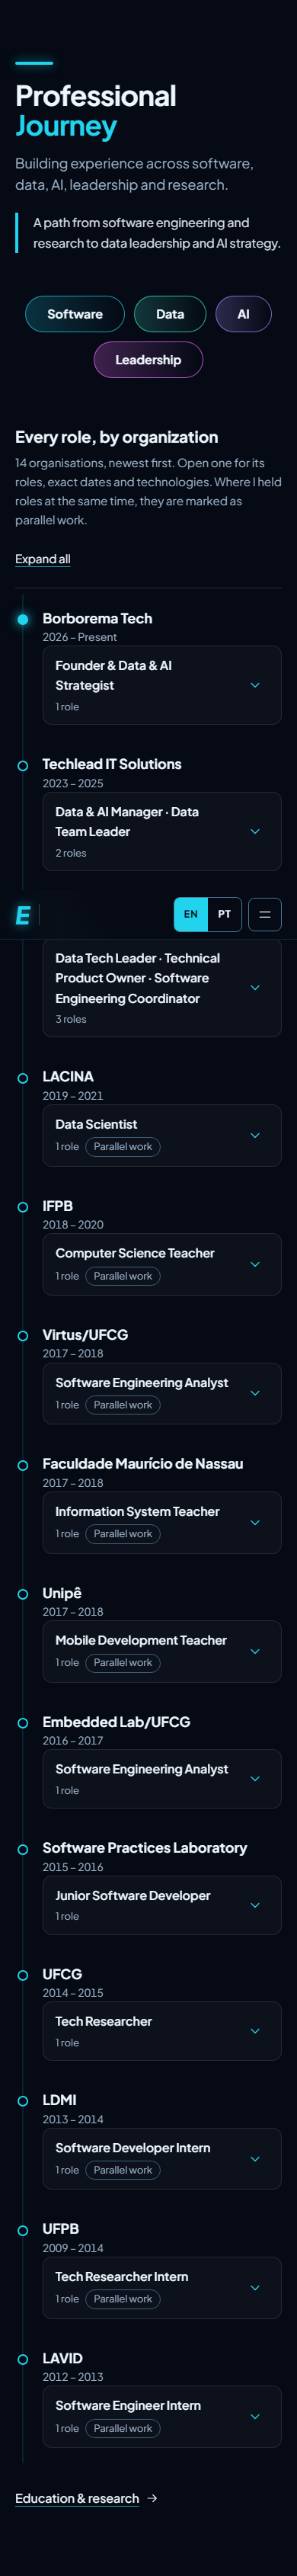 Professional
Journey
Building experience across software,
data, AI, leadership and research.
A path from software engineering and
research to data leadership and AI strategy.
Software
Data
AI
Leadership
Every role, by organization
14 organisations, newest first. Open one for its
roles, exact dates and technologies. Where I held
roles at the same time, they are marked as
parallel work.
Expand all
Borborema Tech
2026 – Present
Founder & Data & AI
Strategist
1 role
Techlead IT Solutions
2023 – 2025
Data & AI Manager · Data
Team Leader
2 roles
E
EN
PT
Data Tech Leader · Technical
Product Owner · Software
Engineering Coordinator
3 roles
LACINA
2019 – 2021
Data Scientist
1 role
Parallel work
IFPB
2018 – 2020
Computer Science Teacher
1 role
Parallel work
Virtus/UFCG
2017 – 2018
Software Engineering Analyst
1 role
Parallel work
Faculdade Maurício de Nassau
2017 – 2018
Information System Teacher
1 role
Parallel work
Unipê
2017 – 2018
Mobile Development Teacher
1 role
Parallel work
Embedded Lab/UFCG
2016 – 2017
Software Engineering Analyst
1 role
Software Practices Laboratory
2015 – 2016
Junior Software Developer
1 role
UFCG
2014 – 2015
Tech Researcher
1 role
LDMI
2013 – 2014
Software Developer Intern
1 role
Parallel work
UFPB
2009 – 2014
Tech Researcher Intern
1 role
Parallel work
LAVID
2012 – 2013
Software Engineer Intern
1 role
Parallel work
Education & research →